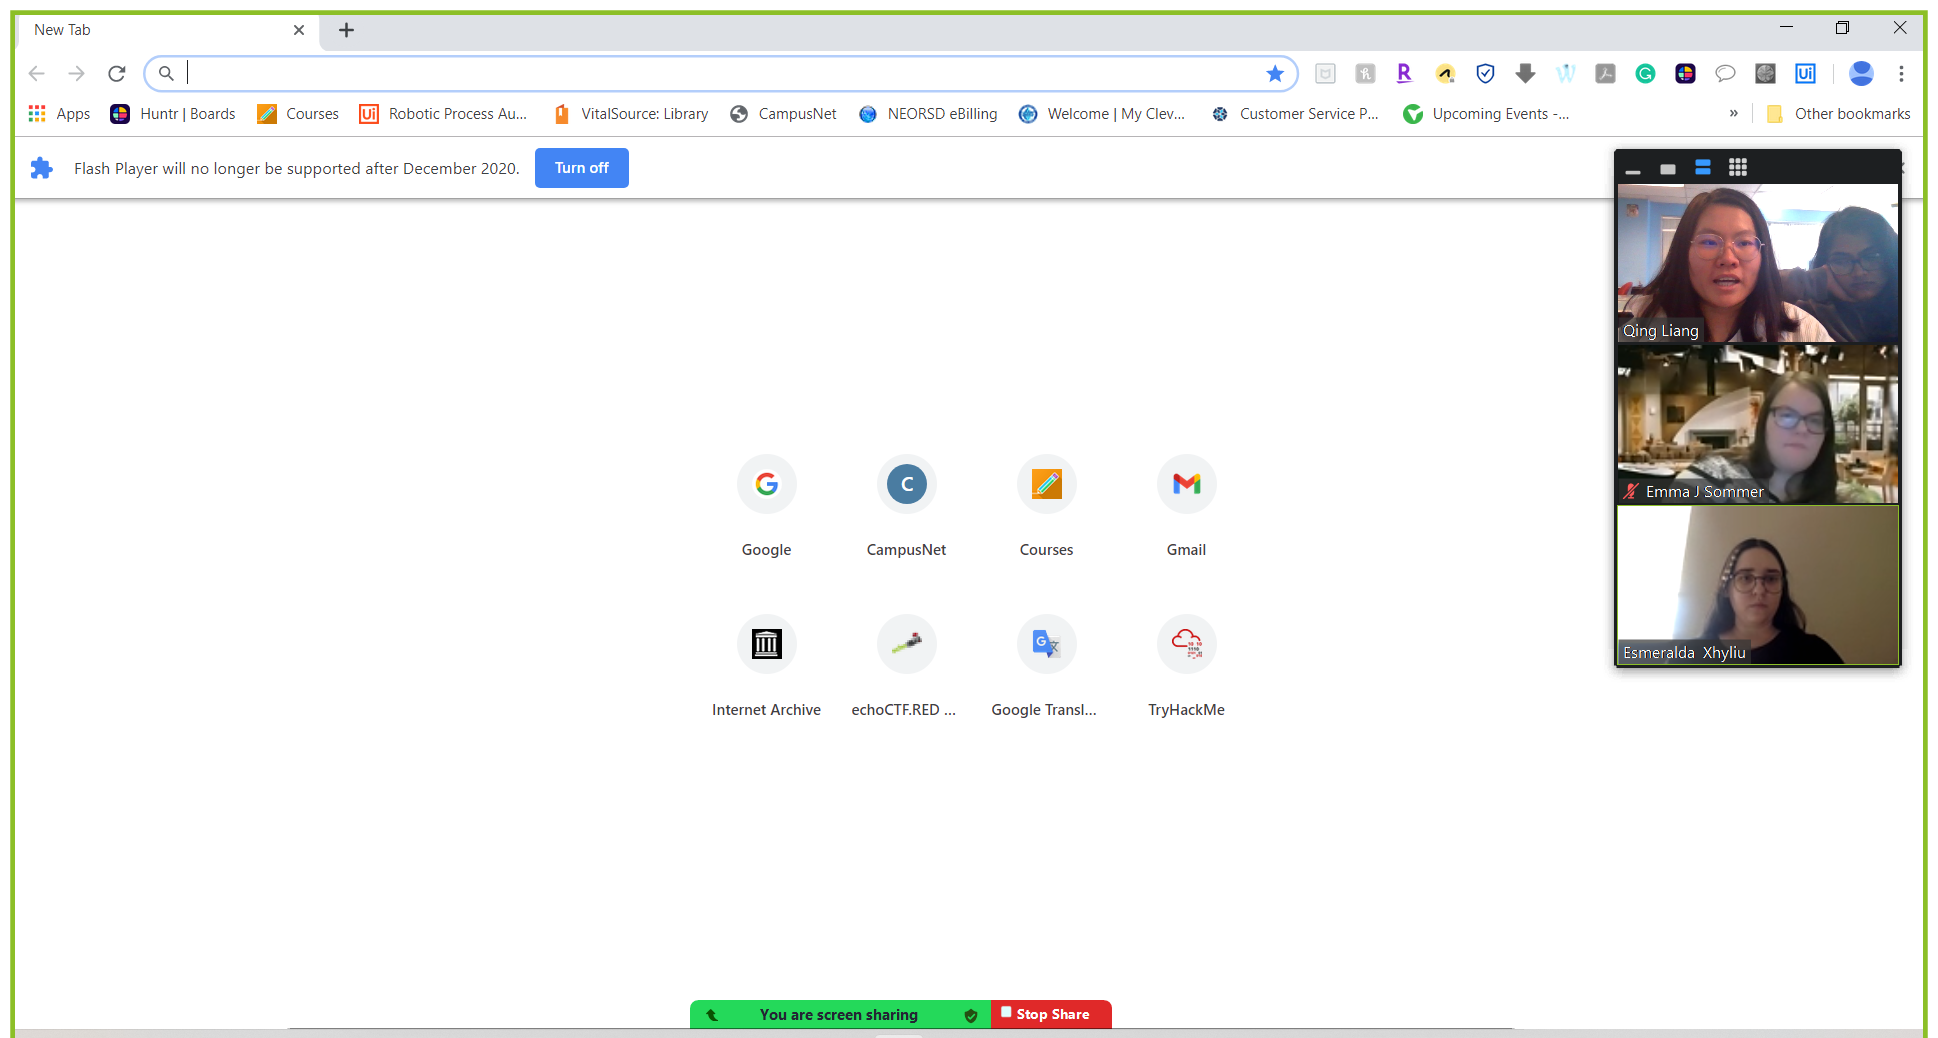 New Tab
Apps
Huntr | Boards
Courses
Robotic Process Au...
VitalSource: Library
CampusNet
NEORSD eBilling
Welcome | My Clev...
Customer Service P...
Upcoming Events -...
»
Other bookmarks
Flash Player will no longer be supported after December 2020.
Turn off
Qing Liang
Emma J Sommer
Esmeralda Xhyliu
Google
C
CampusNet
Courses
Gmail
Internet Archive
echoCTF.RED ...
Google Transl...
TryHackMe
You are screen sharing
Stop Share